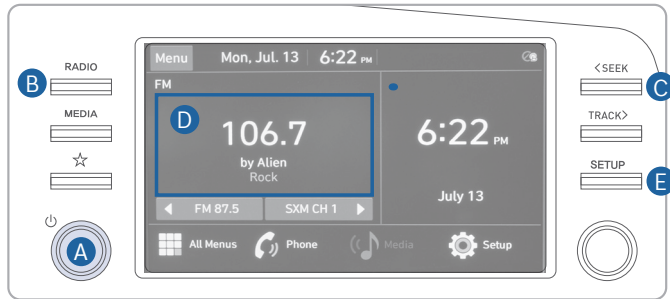 RADIO
B
MEDIA
A
Menu
Mon, Jul. 13
6:22 PM
FM
D
106.7
by Alien
Rock
FM 87.5
SXM CH 1
6:22 PM
July 13
All Menus
Phone
Media
Setup
<SEEK
C
TRACK>
SETUP
E